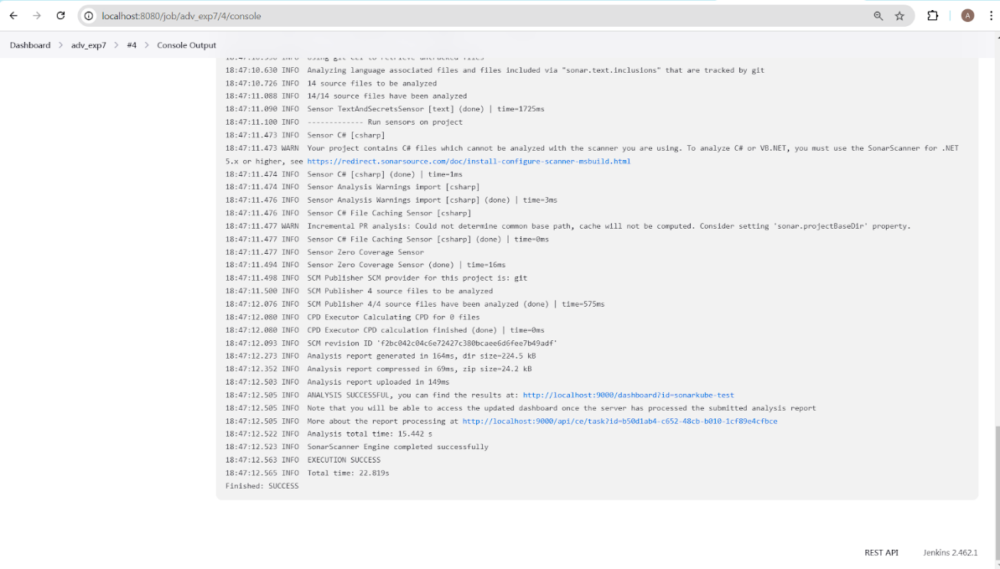 localhost:8080/job/adv_exp7/4/console
A
Dashboard > adv_exp7 > #4 > Console Output
18:47:10.630 INFO Analyzing language associated files and files included via "sonar.text.inclusions" that are tracked by git
18:47:10.726 INFO 14 source files to be analyzed
18:47:11.088 INFO 14/14 source files have been analyzed
18:47:11.090 INFO Sensor TextAndSecretsSensor [text] (done) | time=1725ms
18:47:11.100 INFO ------------- Run sensors on project
18:47:11.473 INFO Sensor C# [csharp]
18:47:11.473 WARN Your project contains C# files which cannot be analyzed with the scanner you are using. To analyze C# or VB.NET, you must use the SonarScanner for .NET
5.x or higher, see https://redirect.sonarsource.com/doc/install-configure-scanner-msbuild.html
18:47:11.474 INFO Sensor C# [csharp] (done) | time=1ms
18:47:11.474 INFO Sensor Analysis Warnings import [csharp]
18:47:11.476 INFO Sensor Analysis Warnings import [csharp] (done) | time=3ms
18:47:11.476 INFO Sensor C# File Caching Sensor [csharp]
18:47:11.477 WARN Incremental PR analysis: Could not determine common base path, cache will not be computed. Consider setting 'sonar.projectBaseDir' property.
18:47:11.477 INFO Sensor C# File Caching Sensor [csharp] (done) | time=0ms
18:47:11.477 INFO Sensor Zero Coverage Sensor
18:47:11.494 INFO Sensor Zero Coverage Sensor (done) | time=16ms
18:47:11.498 INFO SCM Publisher SCM provider for this project is: git
18:47:11.500 INFO SCM Publisher 4 source files to be analyzed
18:47:12.076 INFO SCM Publisher 4/4 source files have been analyzed (done) | time=575ms
18:47:12.080 INFO CPD Executor Calculating CPD for 0 files
18:47:12.080 INFO CPD Executor CPD calculation finished (done) | time=0ms
18:47:12.093 INFO SCM revision ID 'f2bc042c04c6e72427c380bcaee6d6fee7b49adf'
18:47:12.273 INFO Analysis report generated in 164ms, dir size=224.5 kB
18:47:12.352 INFO Analysis report compressed in 69ms, zip size=24.2 kB
18:47:12.503 INFO Analysis report uploaded in 149ms
18:47:12.505 INFO ANALYSIS SUCCESSFUL, you can find the results at: http://localhost:9000/dashboard?id=sonarkube-test
18:47:12.505 INFO Note that you will be able to access the updated dashboard once the server has processed the submitted analysis report
18:47:12.505 INFO More about the report processing at http://localhost:9000/api/ce/task?id=b50d1ab4-c652-48cb-b010-1cf89e4cfbce
18:47:12.522 INFO Analysis total time: 15.442 s
18:47:12.523 INFO SonarScanner Engine completed successfully
18:47:12.563 INFO EXECUTION SUCCESS
18:47:12.565 INFO Total time: 22.819s
Finished: SUCCESS
REST API Jenkins 2.462.1